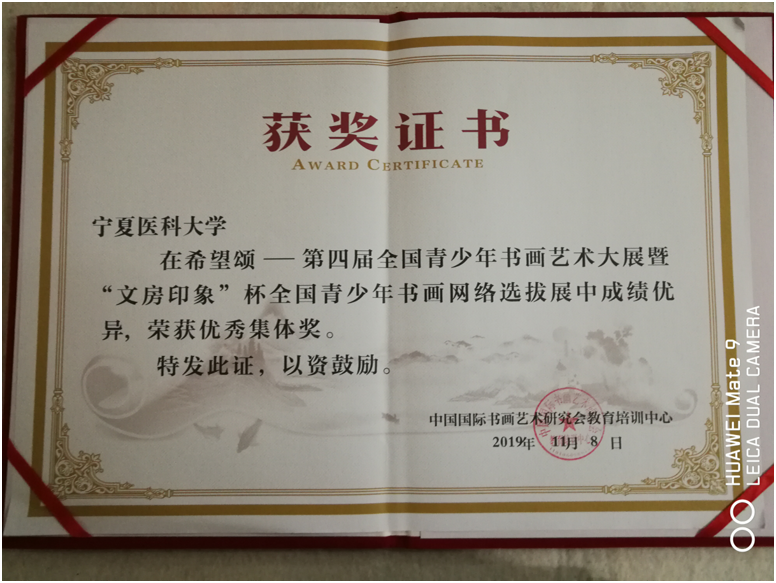 获奖证书
AWARD CERTIFICATE
宁夏医科大学
在希望颂——第四届全国青少年书画艺术大展暨
“文房印象”杯全国青少年书画网络选拔展中成绩优
异，荣获优秀集体奖。
特发此证，以资鼓励。
中国国际书画艺术研究会教育培训中心
2019年 11月 8 日
HUAWEI Mate 9
LEICA DUAL CAMERA